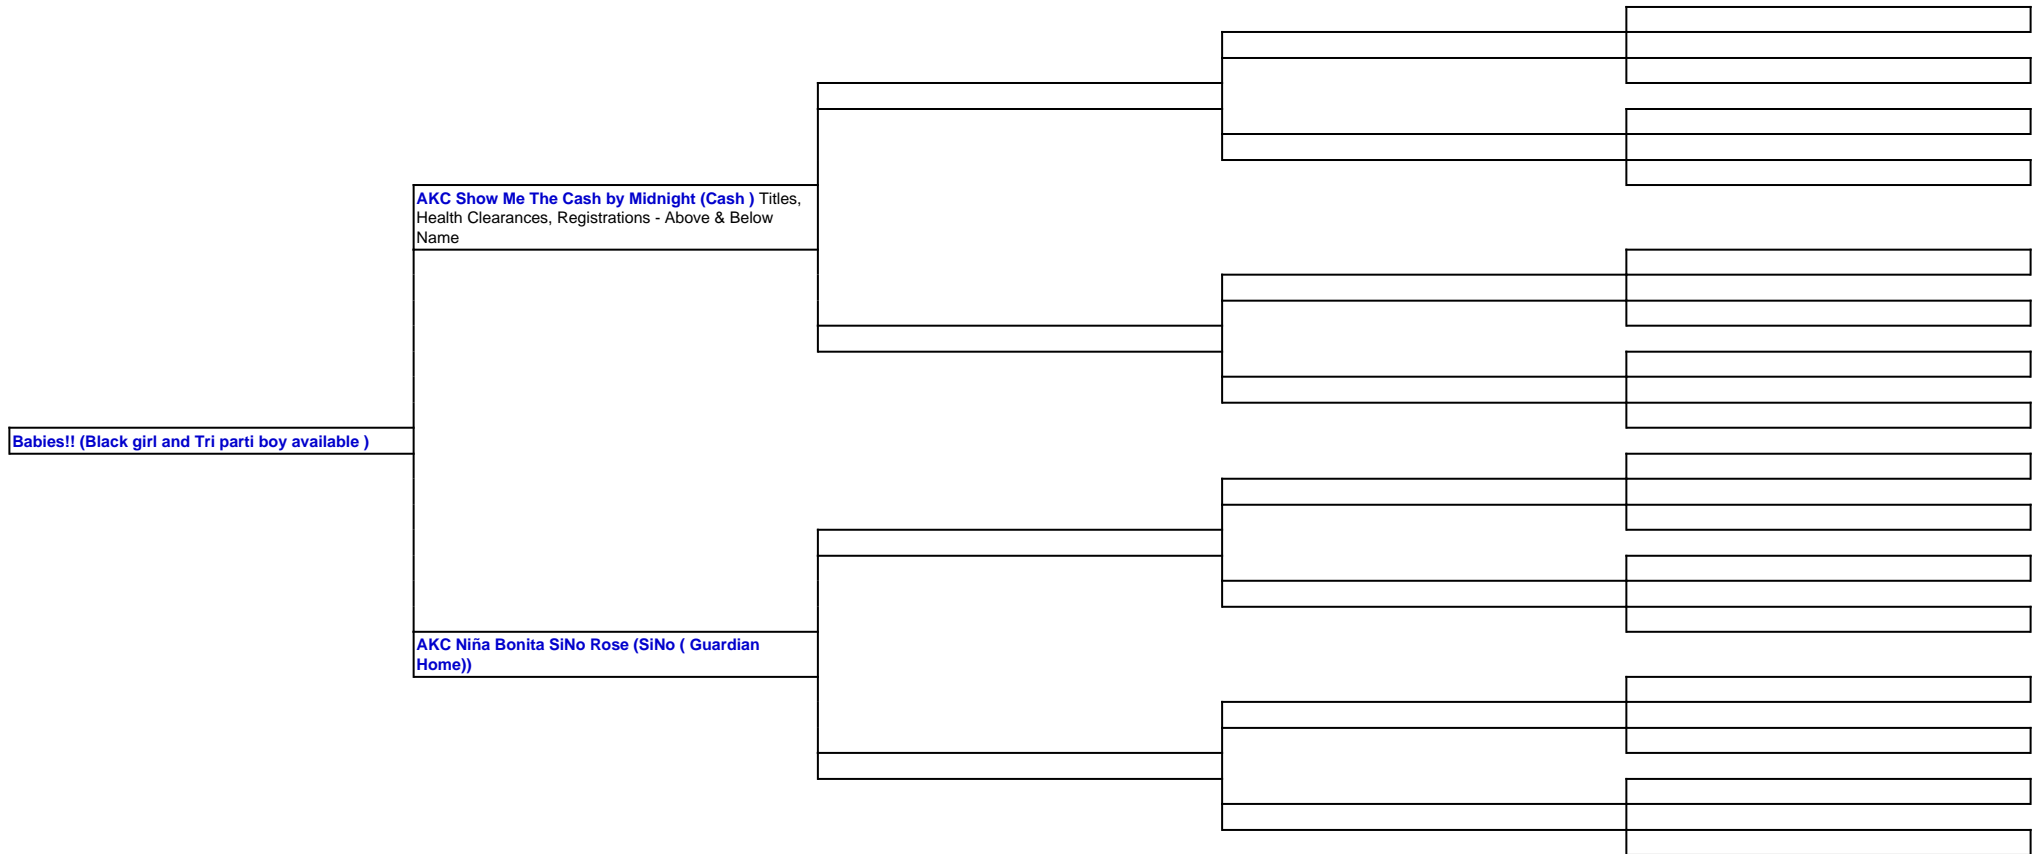 AKC Show Me The Cash by Midnight (Cash ) Titles,
Health Clearances, Registrations - Above & Below
Name
Babies!! (Black girl and Tri parti boy available )
AKC Niña Bonita SiNo Rose (SiNo ( Guardian
Home))